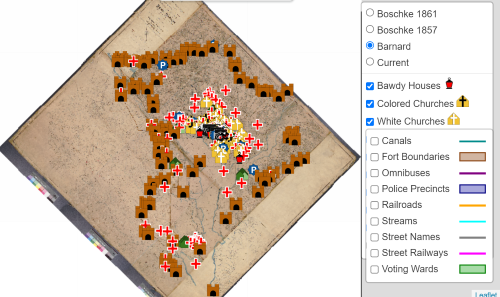 Boschke 1861
Boschke 1857
Barnard
Current
Bawdy Houses
Colored Churches
White Churches
Canals
Fort Boundaries
Omnibuses
Police Precincts
Railroads
Streams
Street Names
Street Railways
Voting Wards
P
P
Leaflet